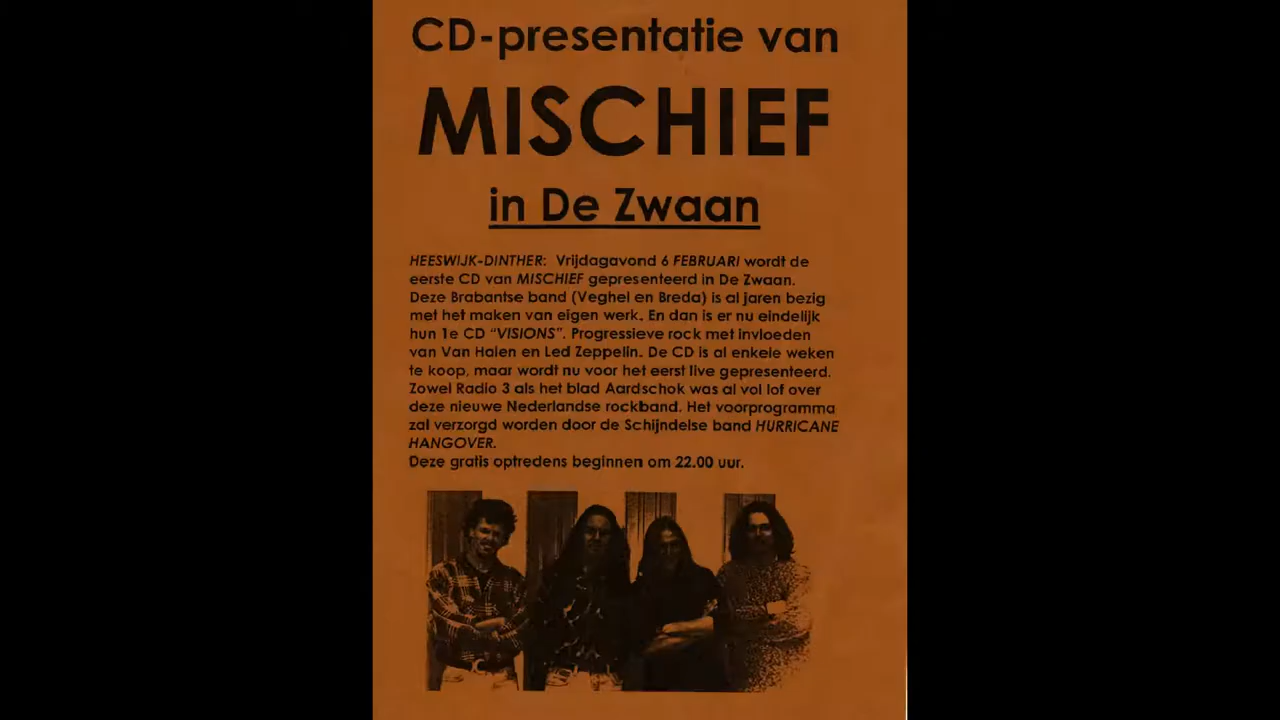 CD-presentatie van
MISCHIEF
in De Zwaan
HEESWIJK-DINTHER: Vrijdagavond 6 FEBRUARI wordt de
eerste CD van MISCHIEF gepresenteerd in De Zwaan.
Deze Brabantse band (Veghel en Breda) is al jaren bezig
met het maken van eigen werk. En dan is er nu eindelijk
hun 1e CD "VISIONS". Progressieve rock met invloeden
van Van Halen en Led Zeppelin. De CD is al enkele weken
te koop, maar wordt nu voor het eerst live gepresenteerd.
Zowel Radio 3 als het blad Aardschok was al vol lof over
deze nieuwe Nederlandse rockband. Het voorprogramma
zal verzorgd worden door de Schijndelse band HURRICANE
HANGOVER.
Deze gratis optredens beginnen om 22.00 uur.